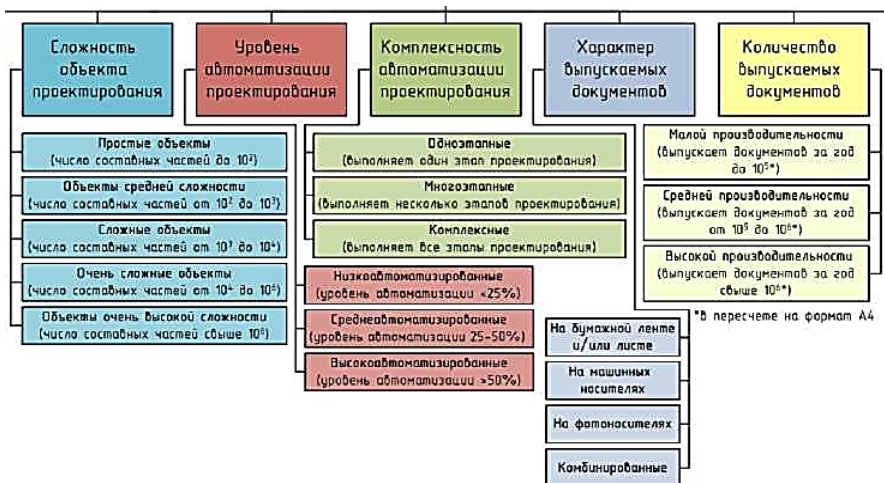 Сложность
объекта
проектирования
Простые объекты
(число составных частей до 10²)
Объекты средней сложности
(число составных частей от 10² до 10³)
Сложные объекты
(число составных частей от 10³ до 10⁴)
Очень сложные объекты
(число составных частей от 10⁴ до 10⁶)
Объекты очень высокой сложности
(число составных частей свыше 10⁶)
Уровень
автоматизации
проектирования
Низкоавтоматизированные
(уровень автоматизации <25%)
Среднеавтоматизированные
(уровень автоматизации 25-50%)
Высокоавтоматизированные
(уровень автоматизации >50%)
Комплексность
автоматизации
проектирования
Одноэтапные
(выполняет один этап проектирования)
Многоэтапные
(выполняет несколько этапов проектирования)
Комплексные
(выполняет все этапы проектирования)
Характер
выпускаемых
документов
На бумажной ленте
и/или листе
На машинных
носителях
На фотоносителях
Комбинированные
Количество
выпускаемых
документов
Малой производительности
(выпускает документов за год
до 10⁵*)
Средней производительности
(выпускает документов за год
от 10⁵ до 10⁶*)
Высокой производительности
(выпускает документов за год
свыше 10⁶*)
*в пересчете на формат А4